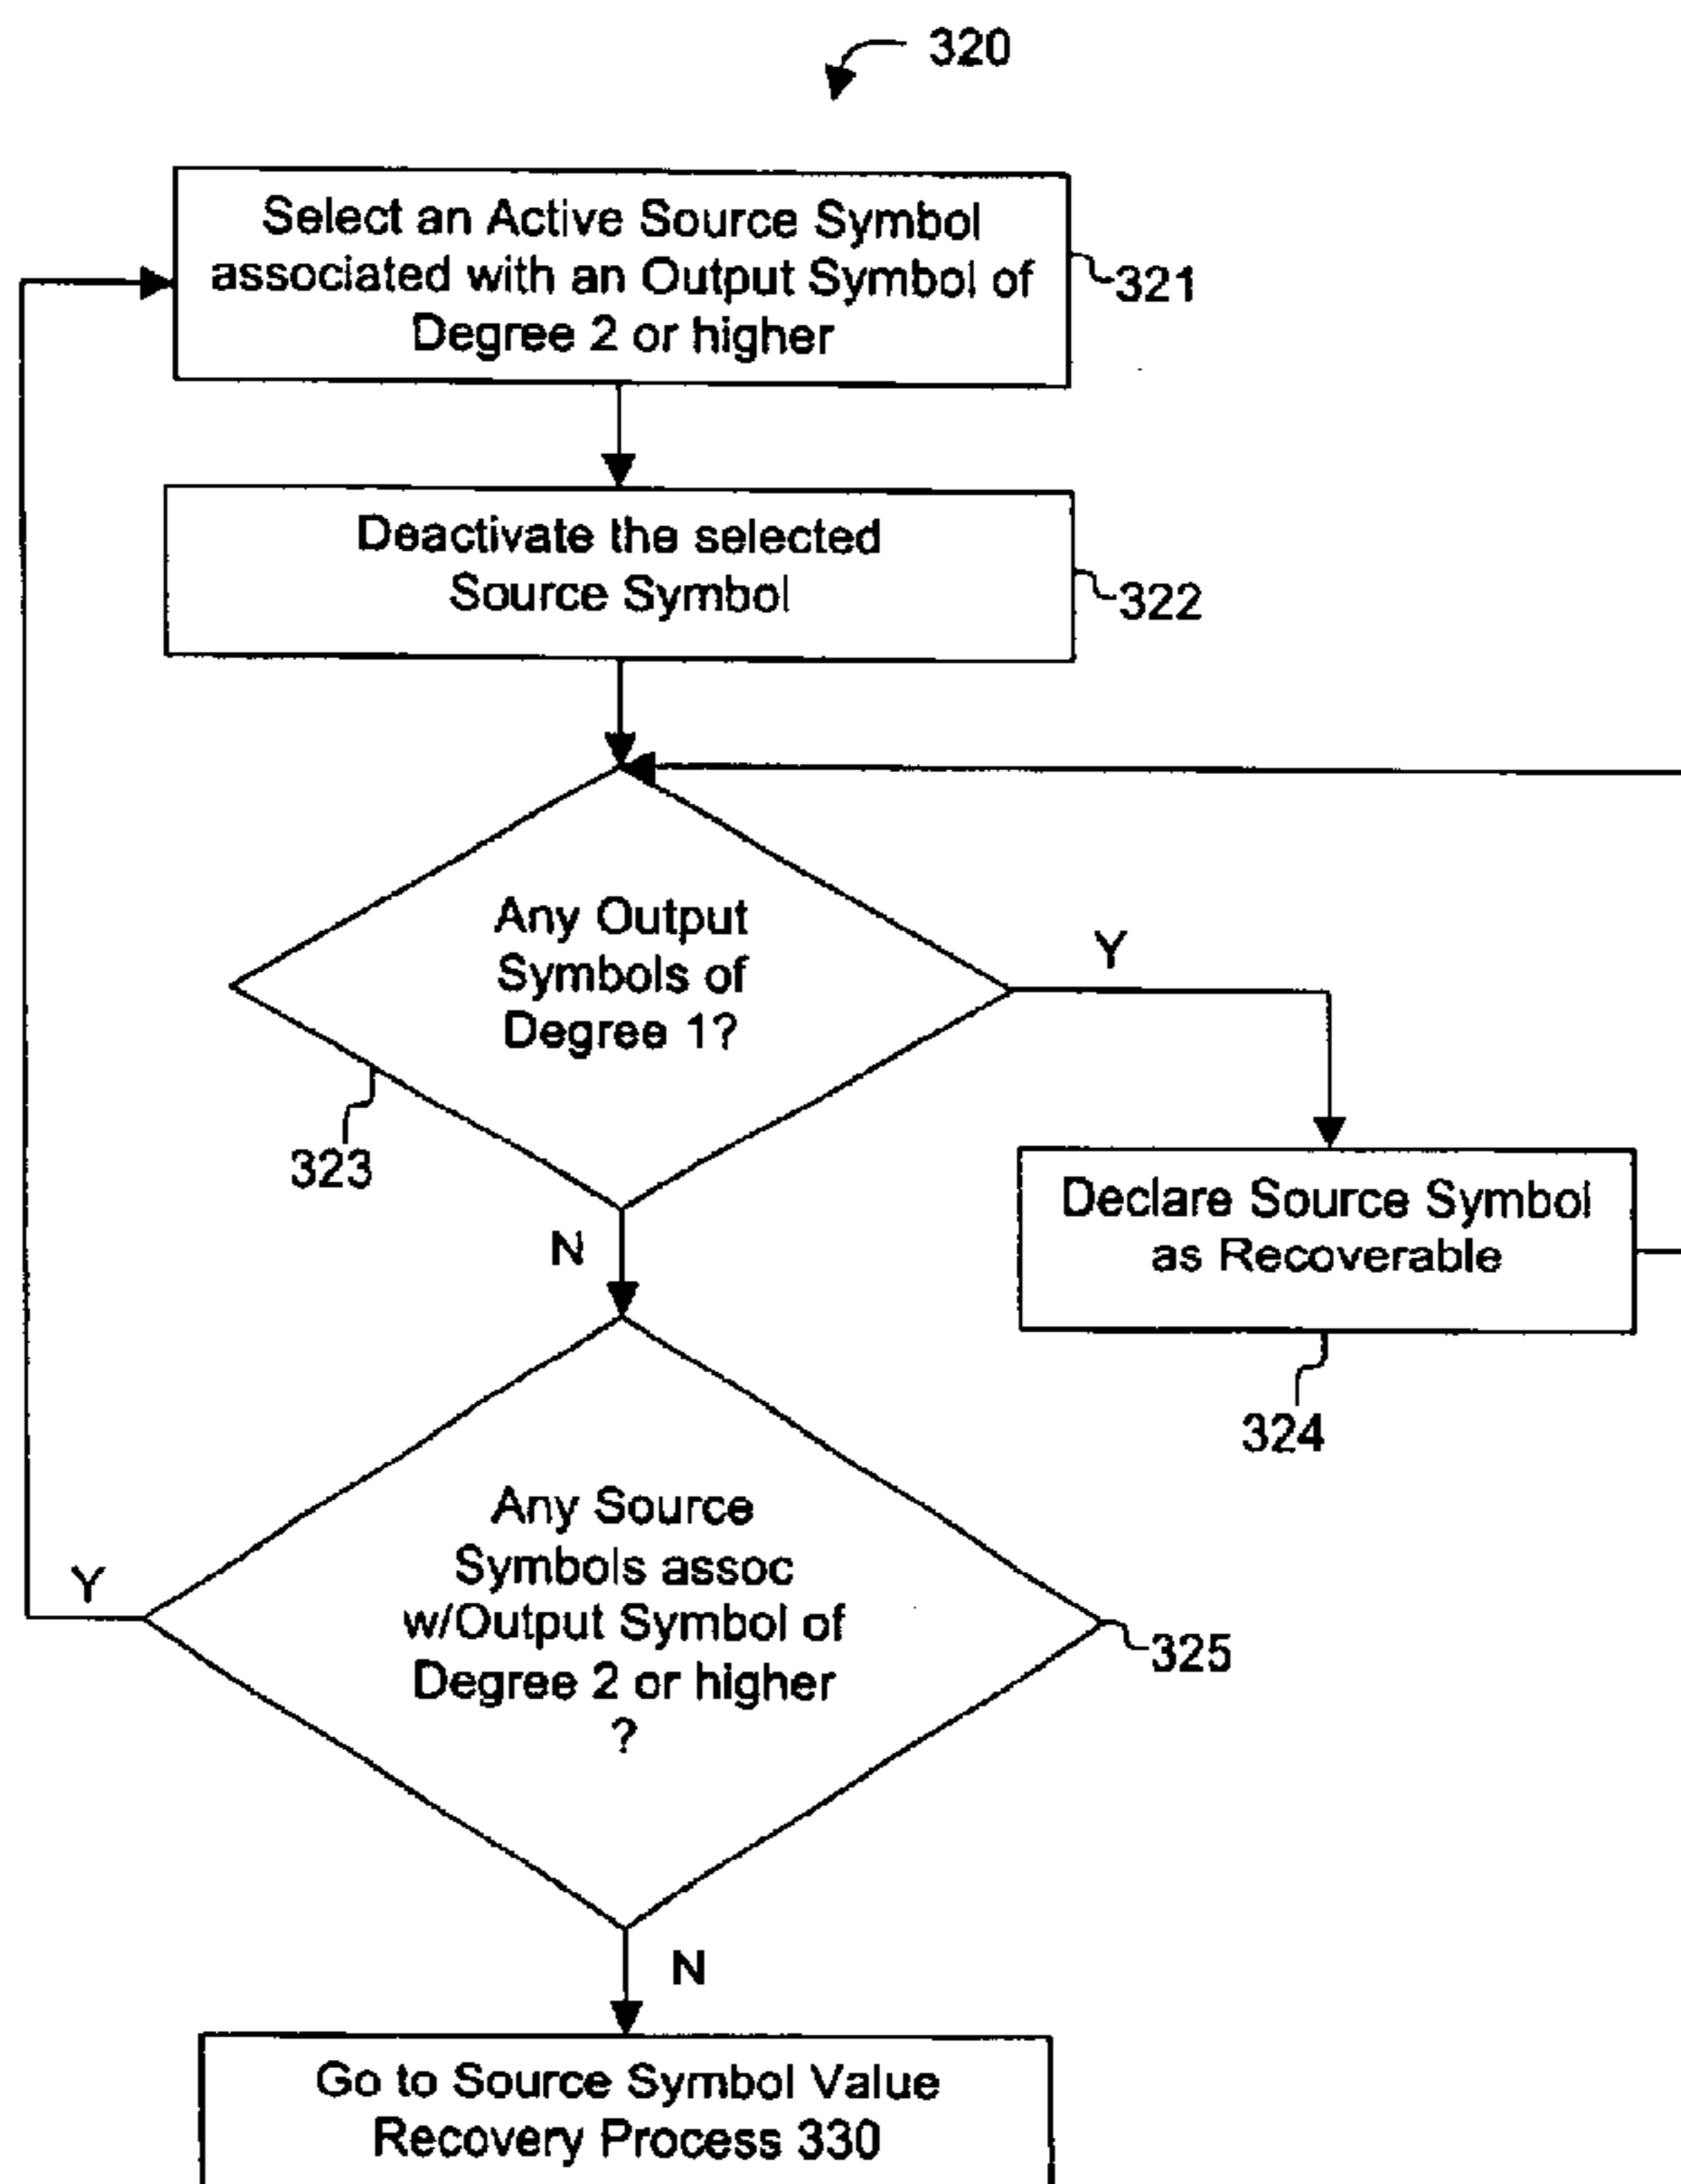 320
Select an Active Source Symbol
associated with an Output Symbol of
Degree 2 or higher
321
Deactivate the selected
Source Symbol
322
Any Output
Symbols of
Degree 1?
Y
323
N
Declare Source Symbol
as Recoverable
324
Any Source
Symbols assoc
w/Output Symbol of
Degree 2 or higher
?
Y
325
N
Go to Source Symbol Value
Recovery Process 330